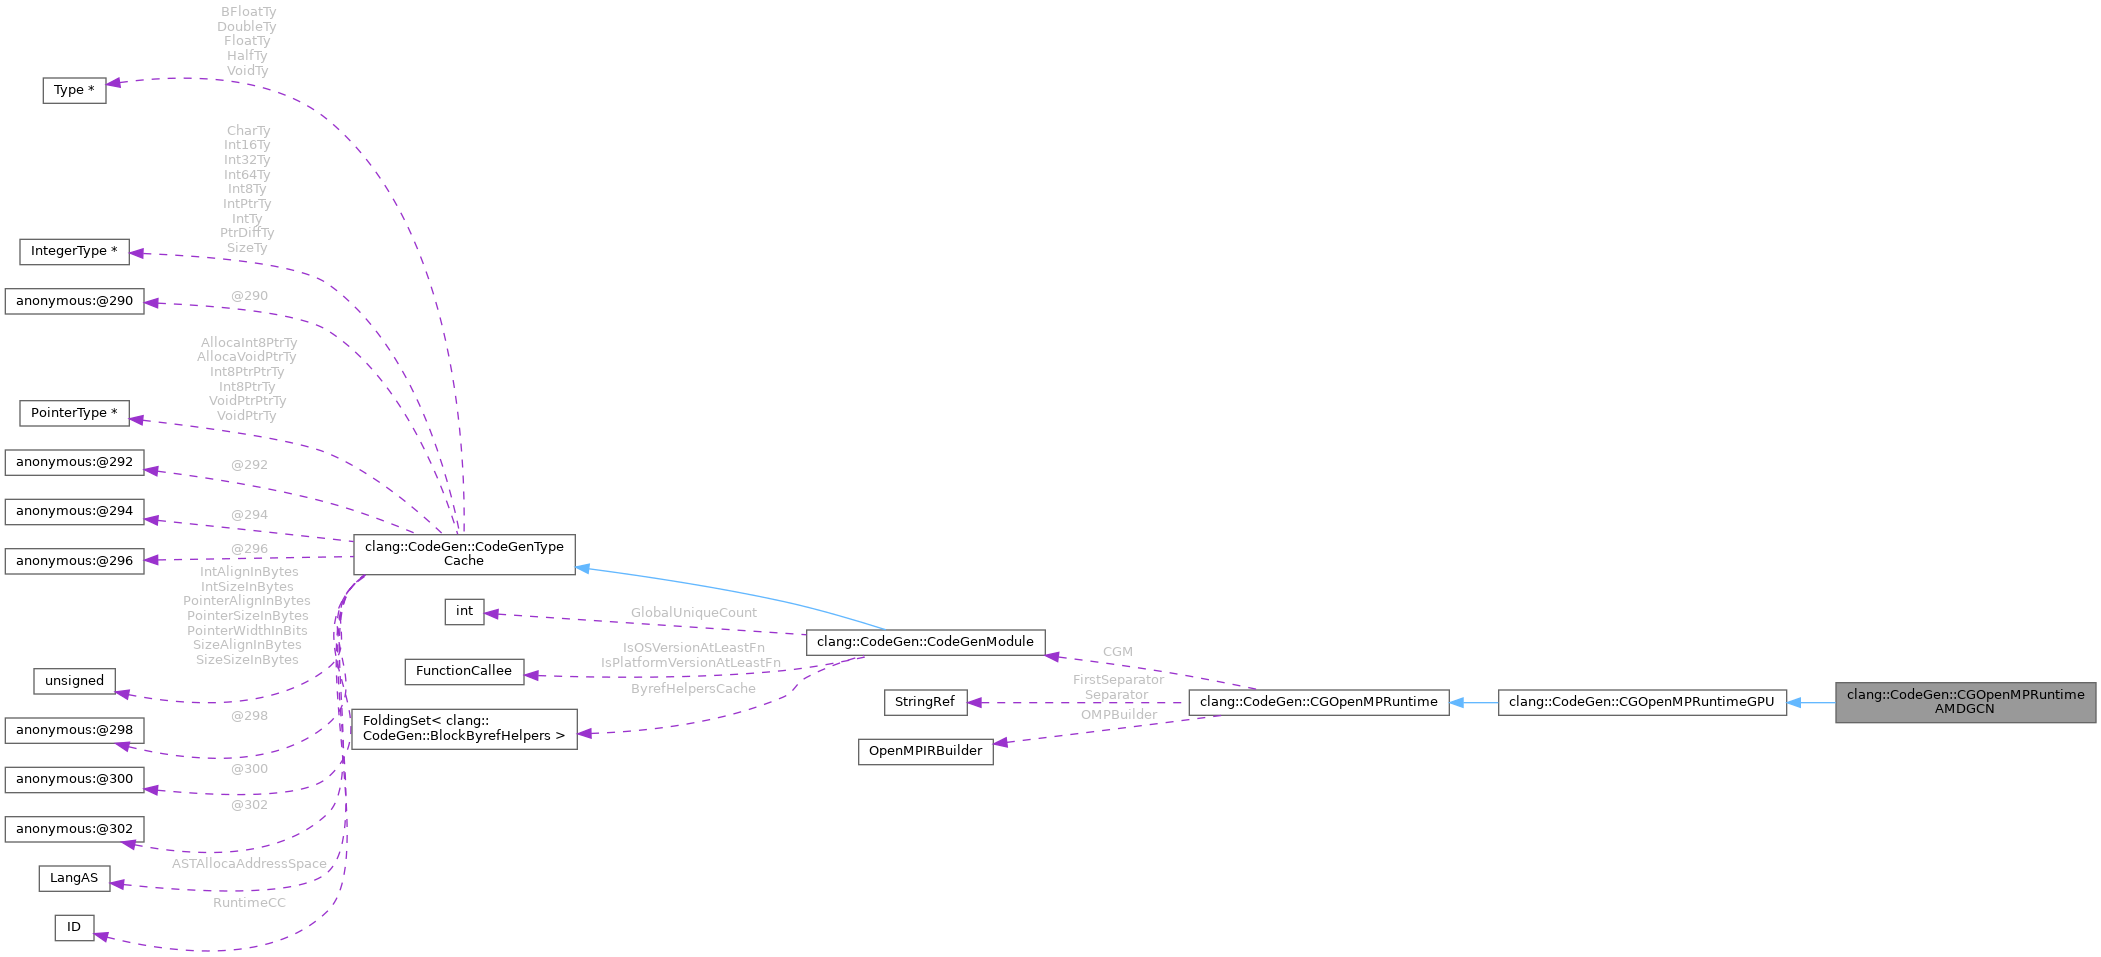 BFloatTy
DoubleTy
FloatTy
HalfTy
VoidTy
Type *
CharTy
Int16Ty
Int32Ty
Int64Ty
Int8Ty
IntPtrTy
IntTy
PtrDiffTy
SizeTy
IntegerType *
anonymous:@290
@290
AllocaInt8PtrTy
AllocaVoidPtrTy
Int8PtrPtrTy
Int8PtrTy
VoidPtrPtrTy
VoidPtrTy
PointerType *
anonymous:@292
@292
anonymous:@294
@294
anonymous:@296
@296
clang::CodeGen::CodeGenType
Cache
IntAlignInBytes
IntSizeInBytes
PointerAlignInBytes
PointerSizeInBytes
PointerWidthInBits
SizeAlignInBytes
SizeSizeInBytes
unsigned
anonymous:@298
@298
anonymous:@300
@300
anonymous:@302
@302
LangAS
ASTAllocaAddressSpace
ID
RuntimeCC
int
GlobalUniqueCount
FunctionCallee
IsOSVersionAtLeastFn
IsPlatformVersionAtLeastFn
FoldingSet< clang::
CodeGen::BlockByrefHelpers >
ByrefHelpersCache
clang::CodeGen::CodeGenModule
CGM
StringRef
FirstSeparator
Separator
OpenMPIRBuilder
OMPBuilder
clang::CodeGen::CGOpenMPRuntime
clang::CodeGen::CGOpenMPRuntimeGPU
clang::CodeGen::CGOpenMPRuntime
AMDGCN